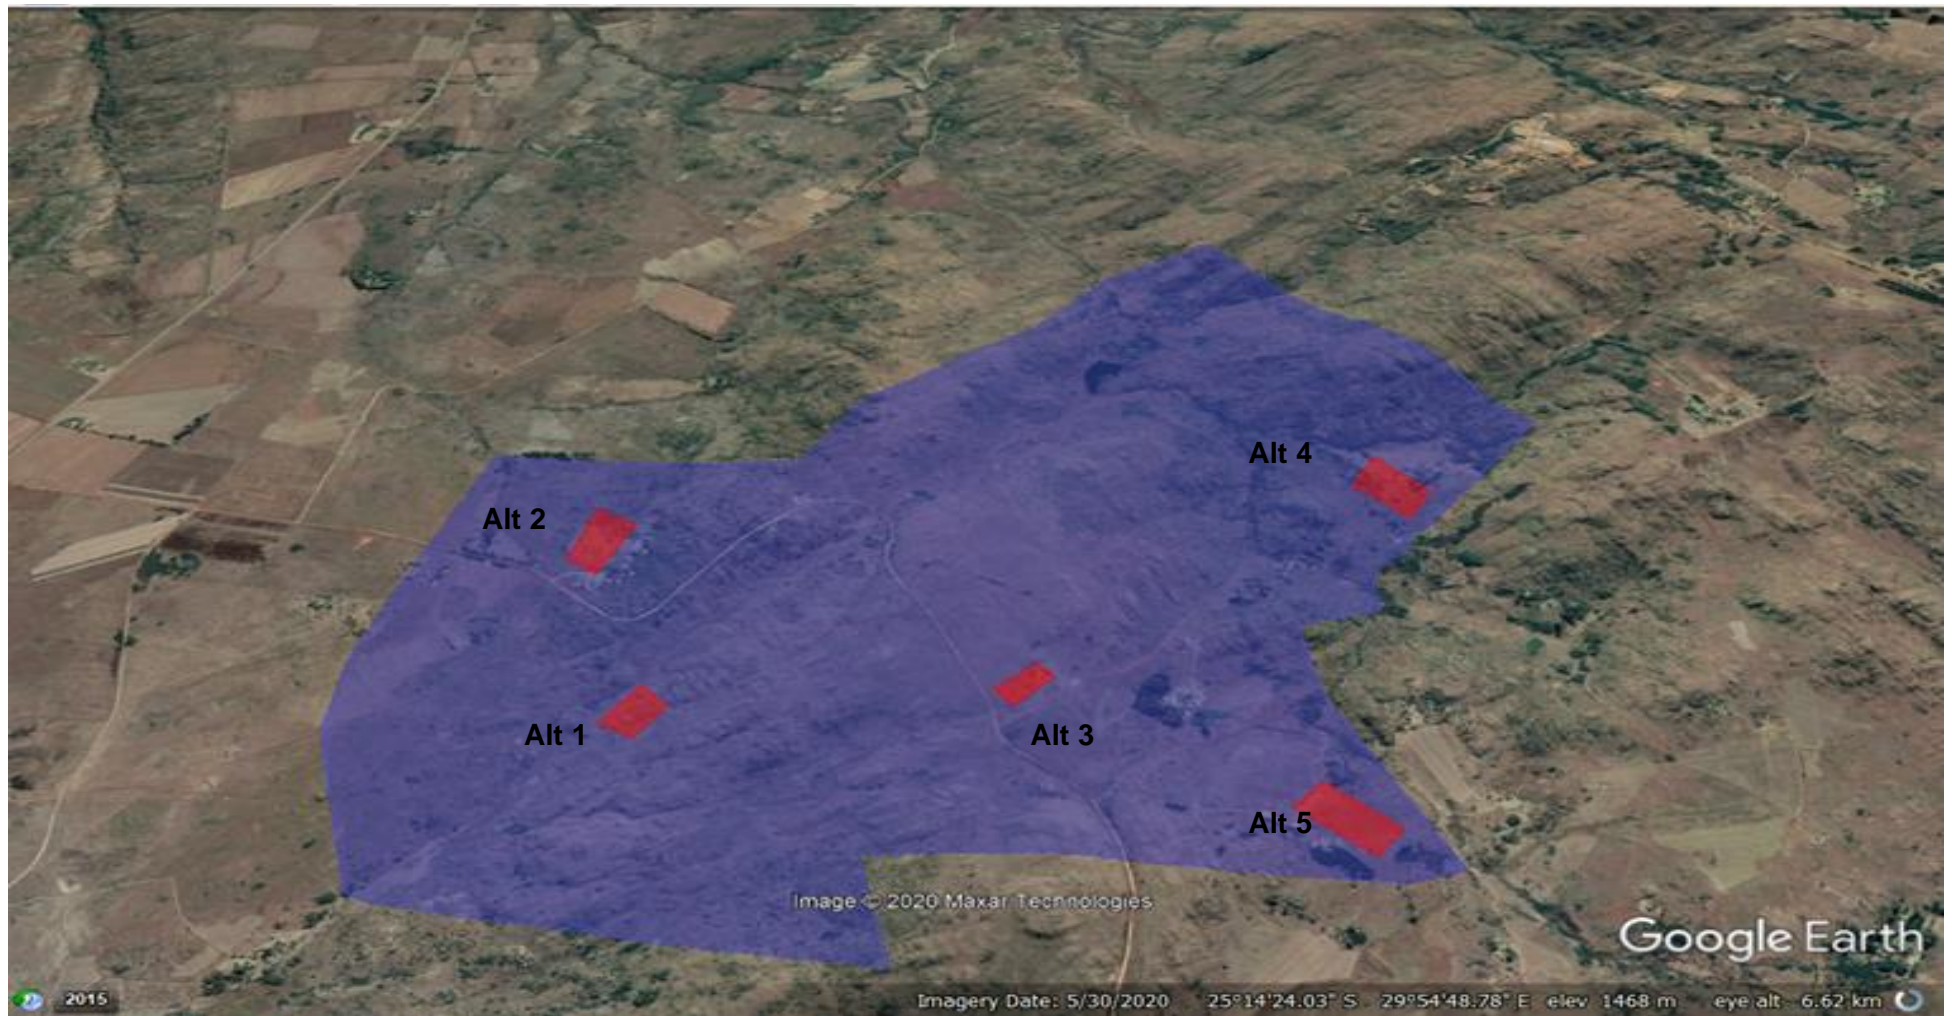 Alt 4
Alt 2
Alt 1
Alt 3
Alt 5
Image © 2020 Maxar Technologies
Google Earth
2015
Imagery Date: 5/30/2020 25°14'24.03" S 29°54'48.78" E elev 1468 m eye alt 6.62 km